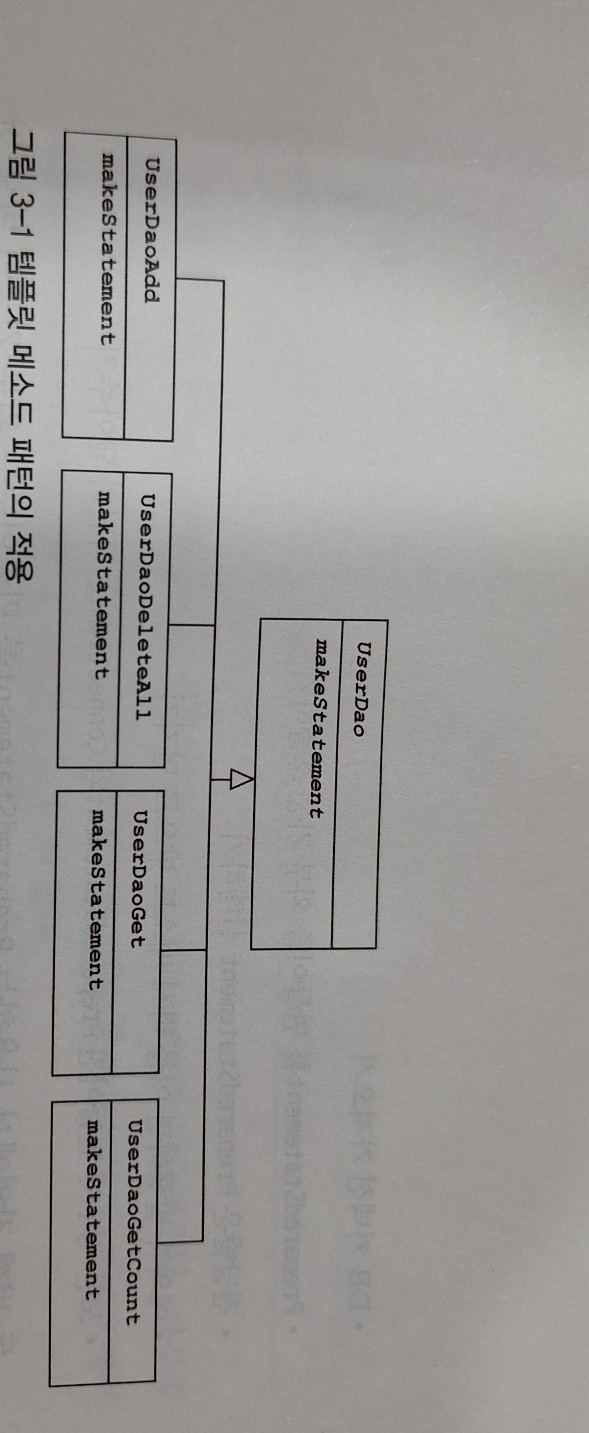 UserDao
makeStatement
UserDaoAdd
makeStatement
UserDaoDeleteAll
makeStatement
UserDaoGet
makeStatement
UserDaoGetCount
makeStatement
그림 3-1 템플릿 메소드 패턴의 적용